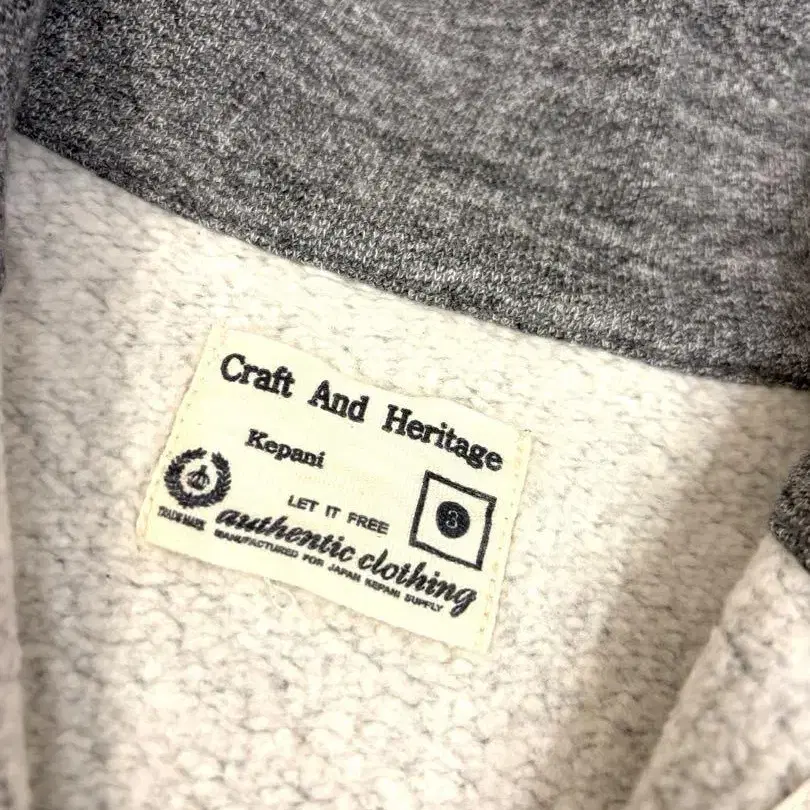 Craft And Heritage
Kepani
LET IT FREE
3
TRADE MARK
authentic clothing
MANUFACTURED FOR JAPAN KEPANI SUPPLY